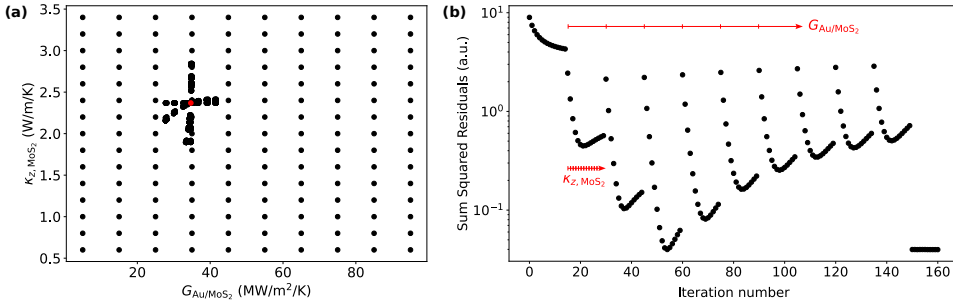 (a)
3.5
3.0
2.5
2.0
1.5
1.0
0.5
κz, MoS2 (W/m/K)
20
40
60
80
GAu/MoS2 (MW/m²/K)
(b)
10¹
10⁰
10⁻¹
Sum Squared Residuals (a.u.)
GAu/MoS2
κz, MoS2
0
20
40
60
80
100
120
140
160
Iteration number